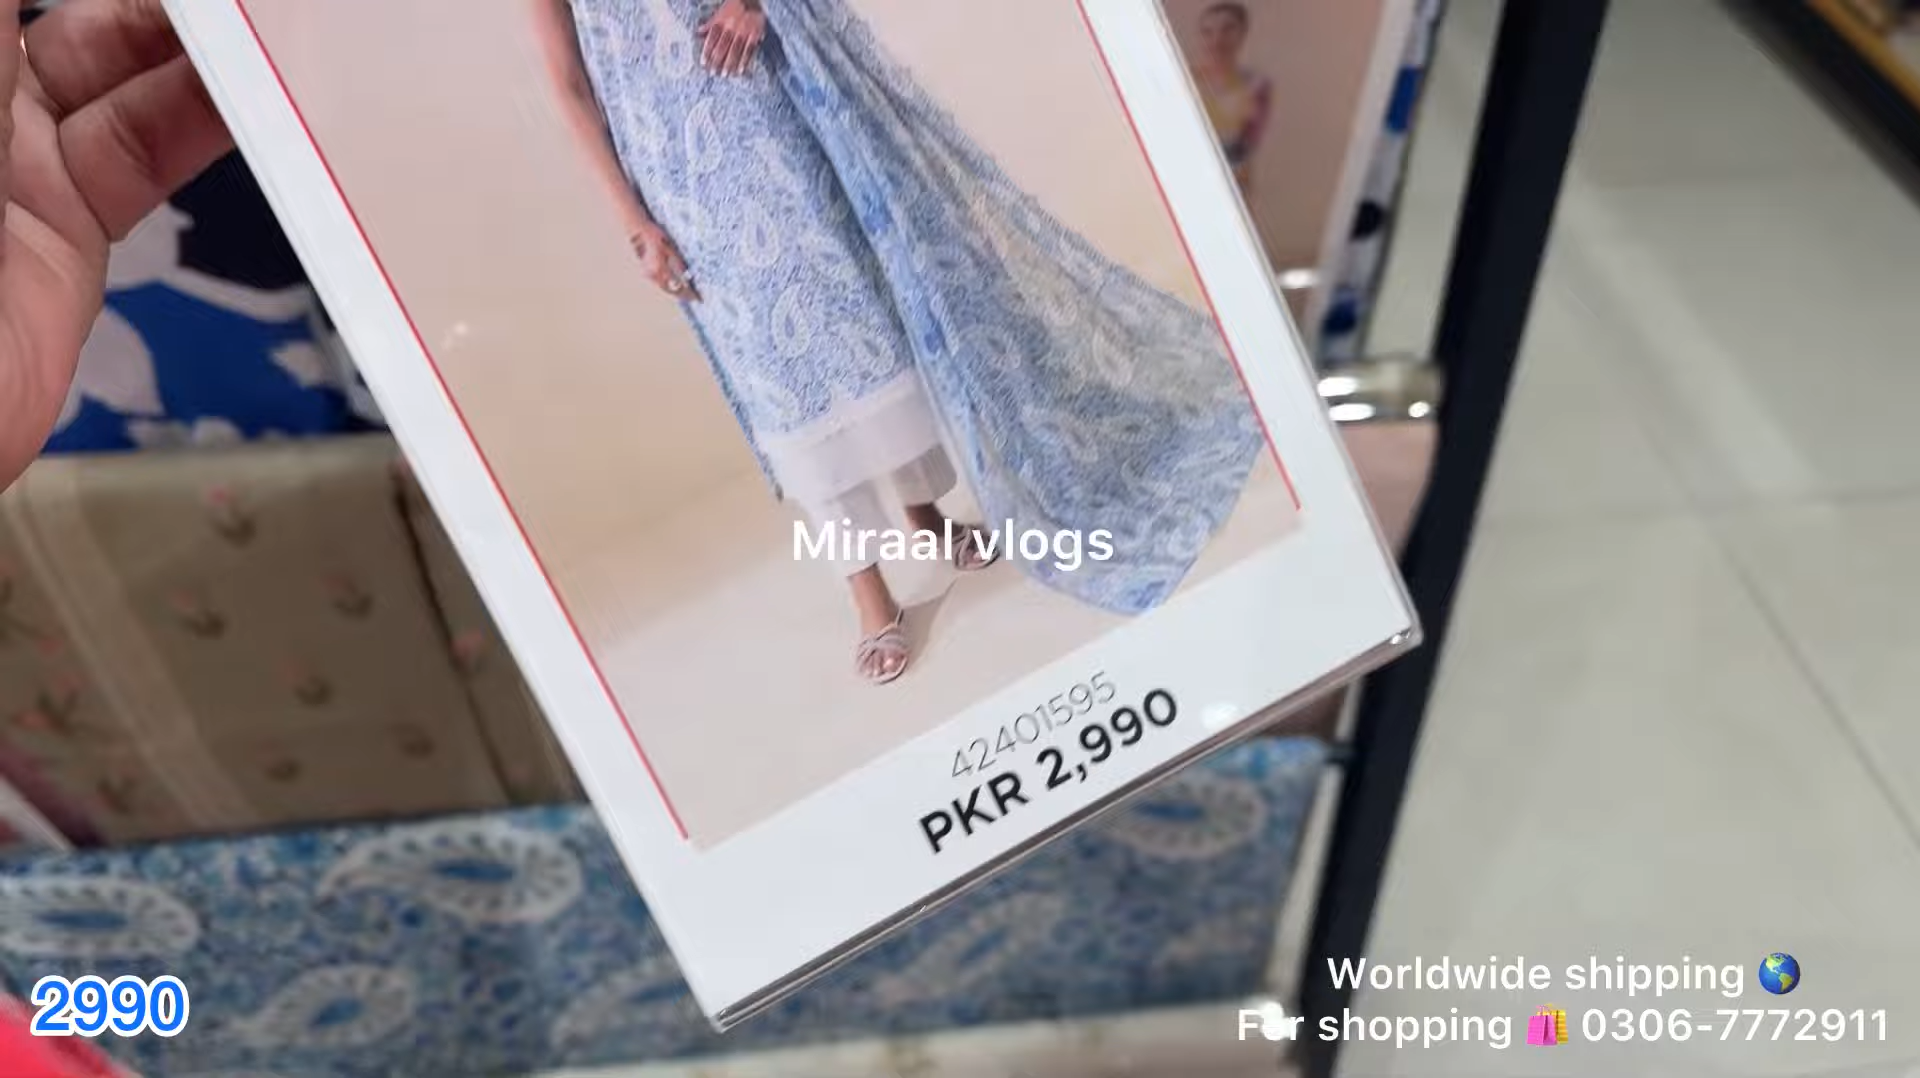 Miraal vlogs
42401595
PKR 2,990
2990
Worldwide shipping 🌎
For shopping 🛍️ 0306-7772911